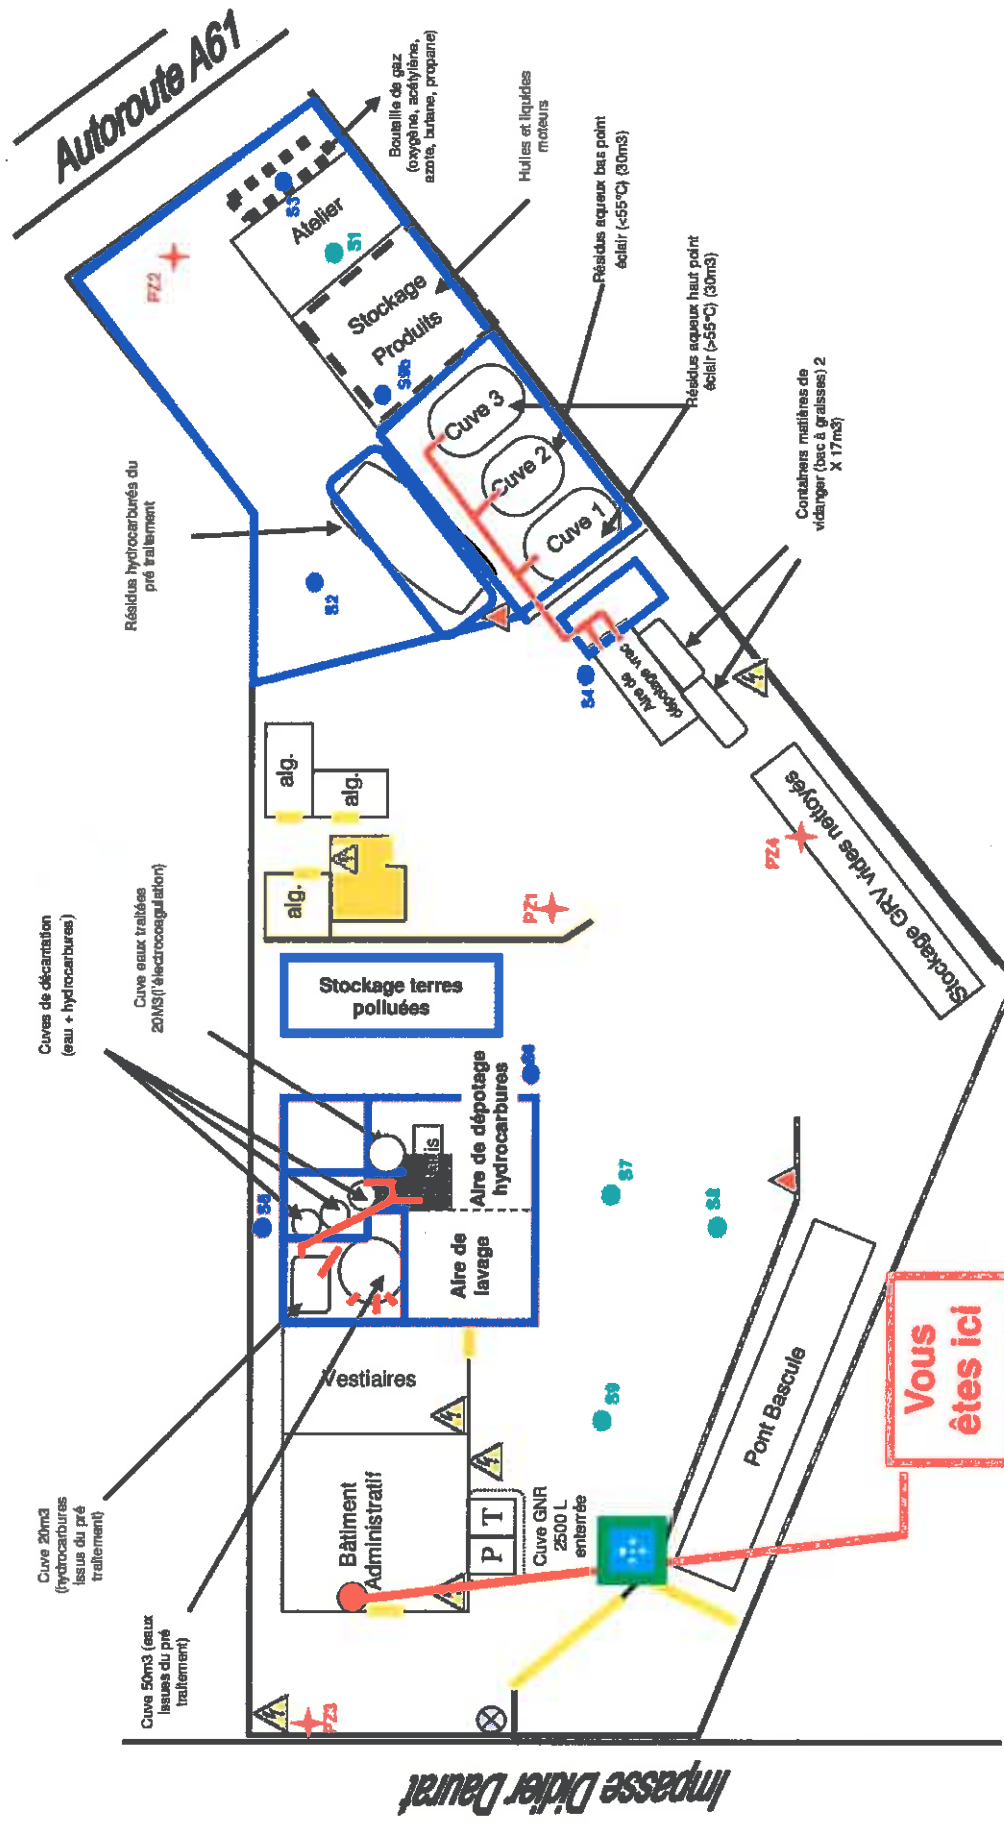 Autoroute A61
Bouteille de gaz
(oxygène, acétylène,
azote, butane, propane)
Huiles et liquides
moteurs
Résidus aqueux bas point
éclair (<55°C) (30m3)
Résidus aqueux haut point
éclair (>55°C) (30m3)
Containers matières de
vidanger (bac à graisses) 2
X 17m3)
PZ2
S3
Atelier
S1
Stockage
Produits
S9b
Cuve 3
Cuve 2
Cuve 1
Résidus hydrocarburés du
pré traitement
S2
S4
Aire de
dépotage vrac
Stockage GRV vides nettoyés
PZ4
alg.
alg.
alg.
PZ1
Cuves de décantation
(eau + hydrocarbures)
Cuve eaux traitées
20M3(l'électrocoagulation)
Stockage terres
polluées
S6
S5
Aire de dépotage
hydrocarbures
Aire de
lavage
S7
S8
S9
Vestiaires
Cuve 20m3
(hydrocarbures
issus du pré
traitement)
Cuve 50m3 (eaux
issues du pré
traitement)
Bâtiment
Administratif
P T
Cuve GNR
2500 L
enterrée
Pont Bascule
Vous
êtes ici
PZ3
Impasse Didier Daurat